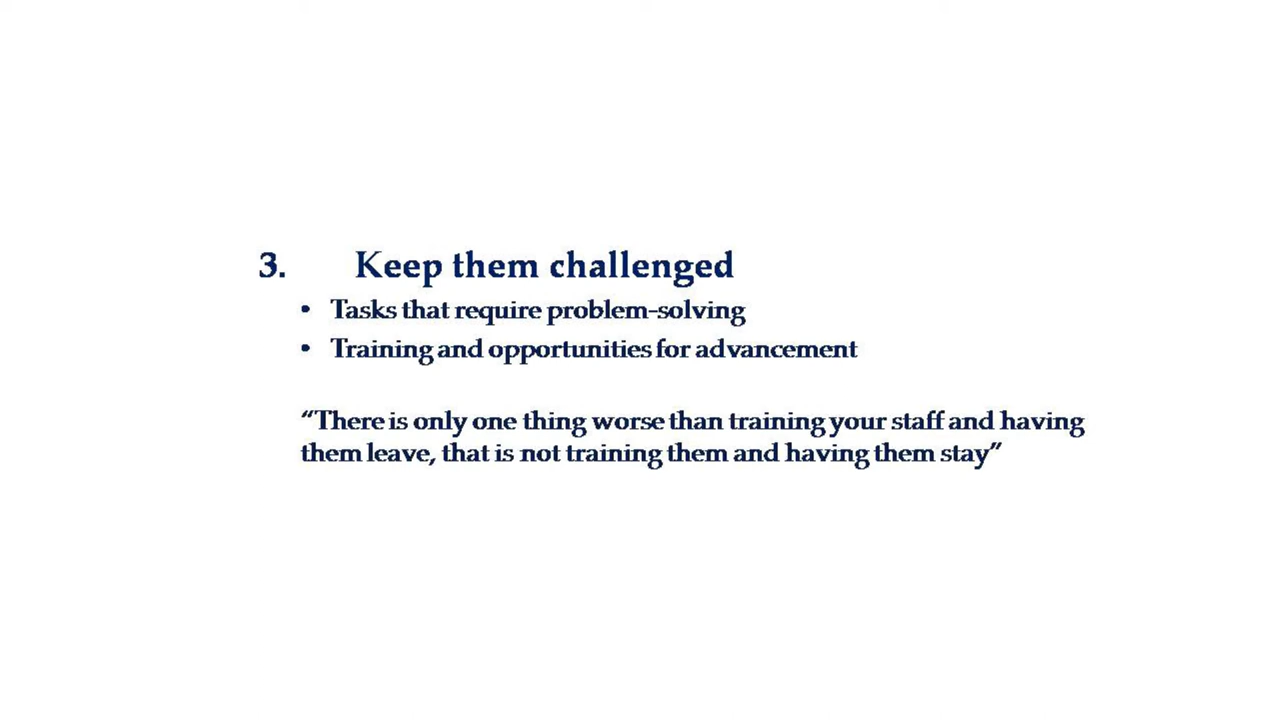 3. Keep them challenged
• Tasks that require problem-solving
• Training and opportunities for advancement
“There is only one thing worse than training your staff and having
them leave, that is not training them and having them stay”